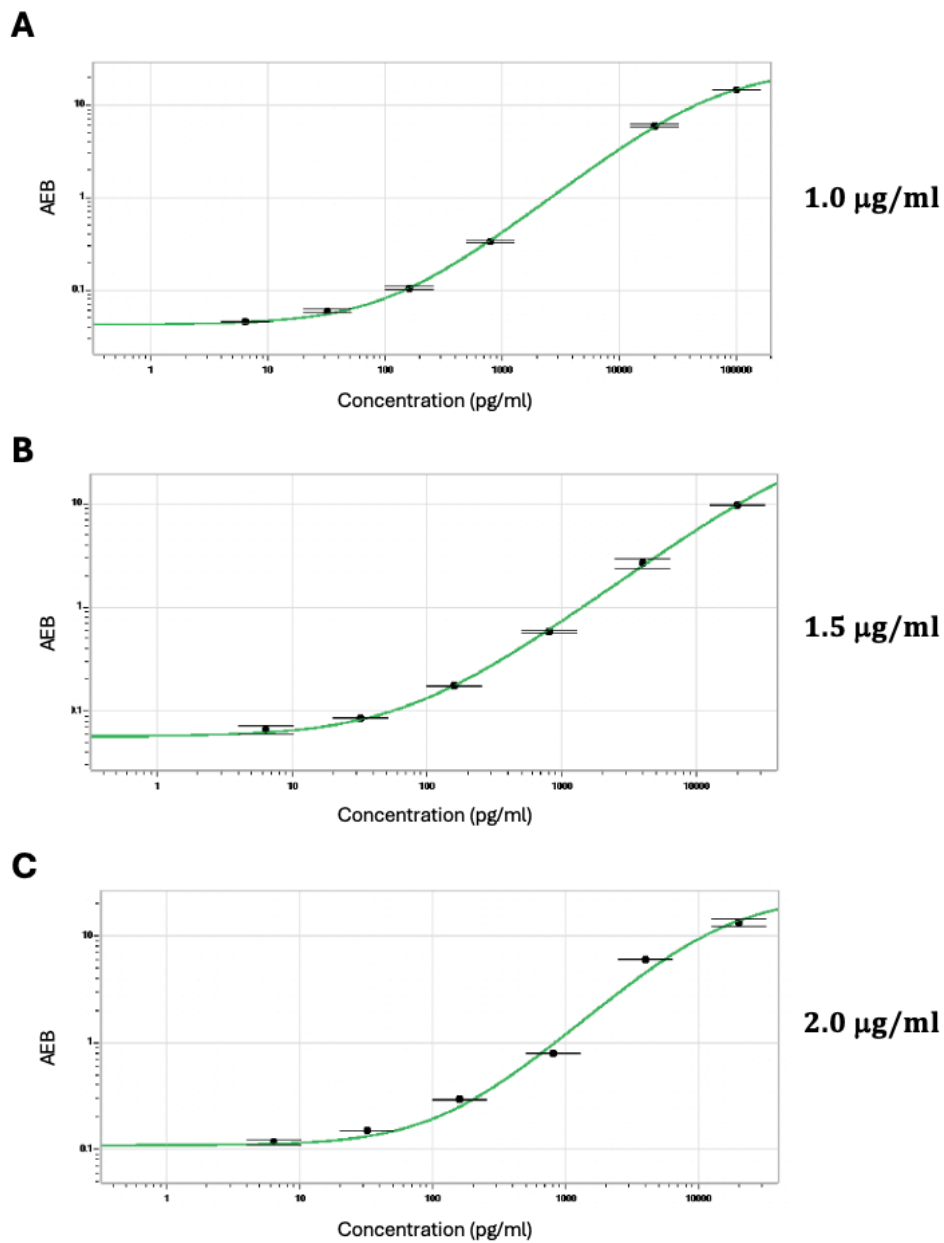 A
10
1
0.1
AEB
1.0 μg/ml
1 10 100 1000 10000 100000
Concentration (pg/ml)
B
10
1
0.1
AEB
1.5 μg/ml
1 10 100 1000 10000
Concentration (pg/ml)
C
10
1
0.1
AEB
2.0 μg/ml
1 10 100 1000 10000
Concentration (pg/ml)